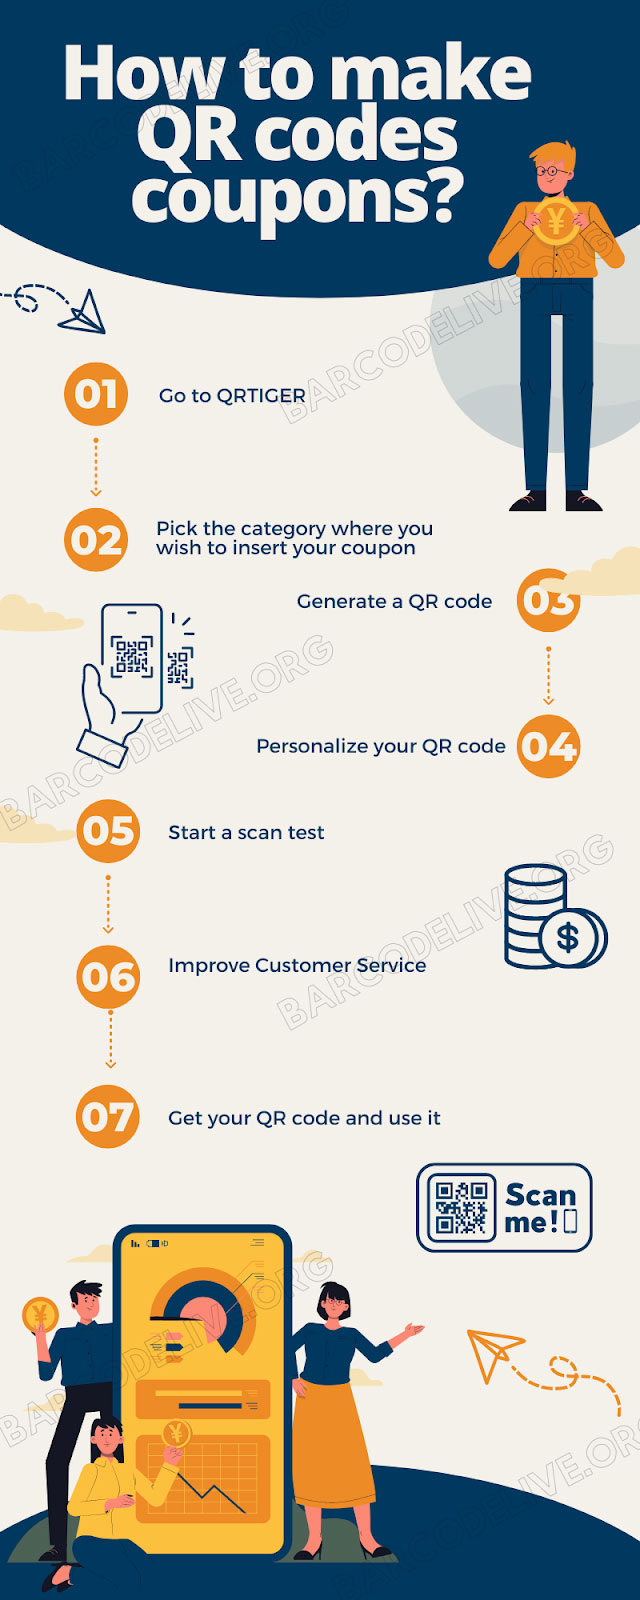 How to make
QR codes
coupons?
BARCODELIVE.ORG
01
Go to QRTIGER
BARCODELIVE.ORG
02
Pick the category where you
wish to insert your coupon
Generate a QR code
03
BARCODELIVE.ORG
Personalize your QR code
04
05
Start a scan test
BARCODELIVE.ORG
06
Improve Customer Service
07
Get your QR code and use it
Scan
me!
BARCODELIVE.ORG
BARCODELIVE.ORG